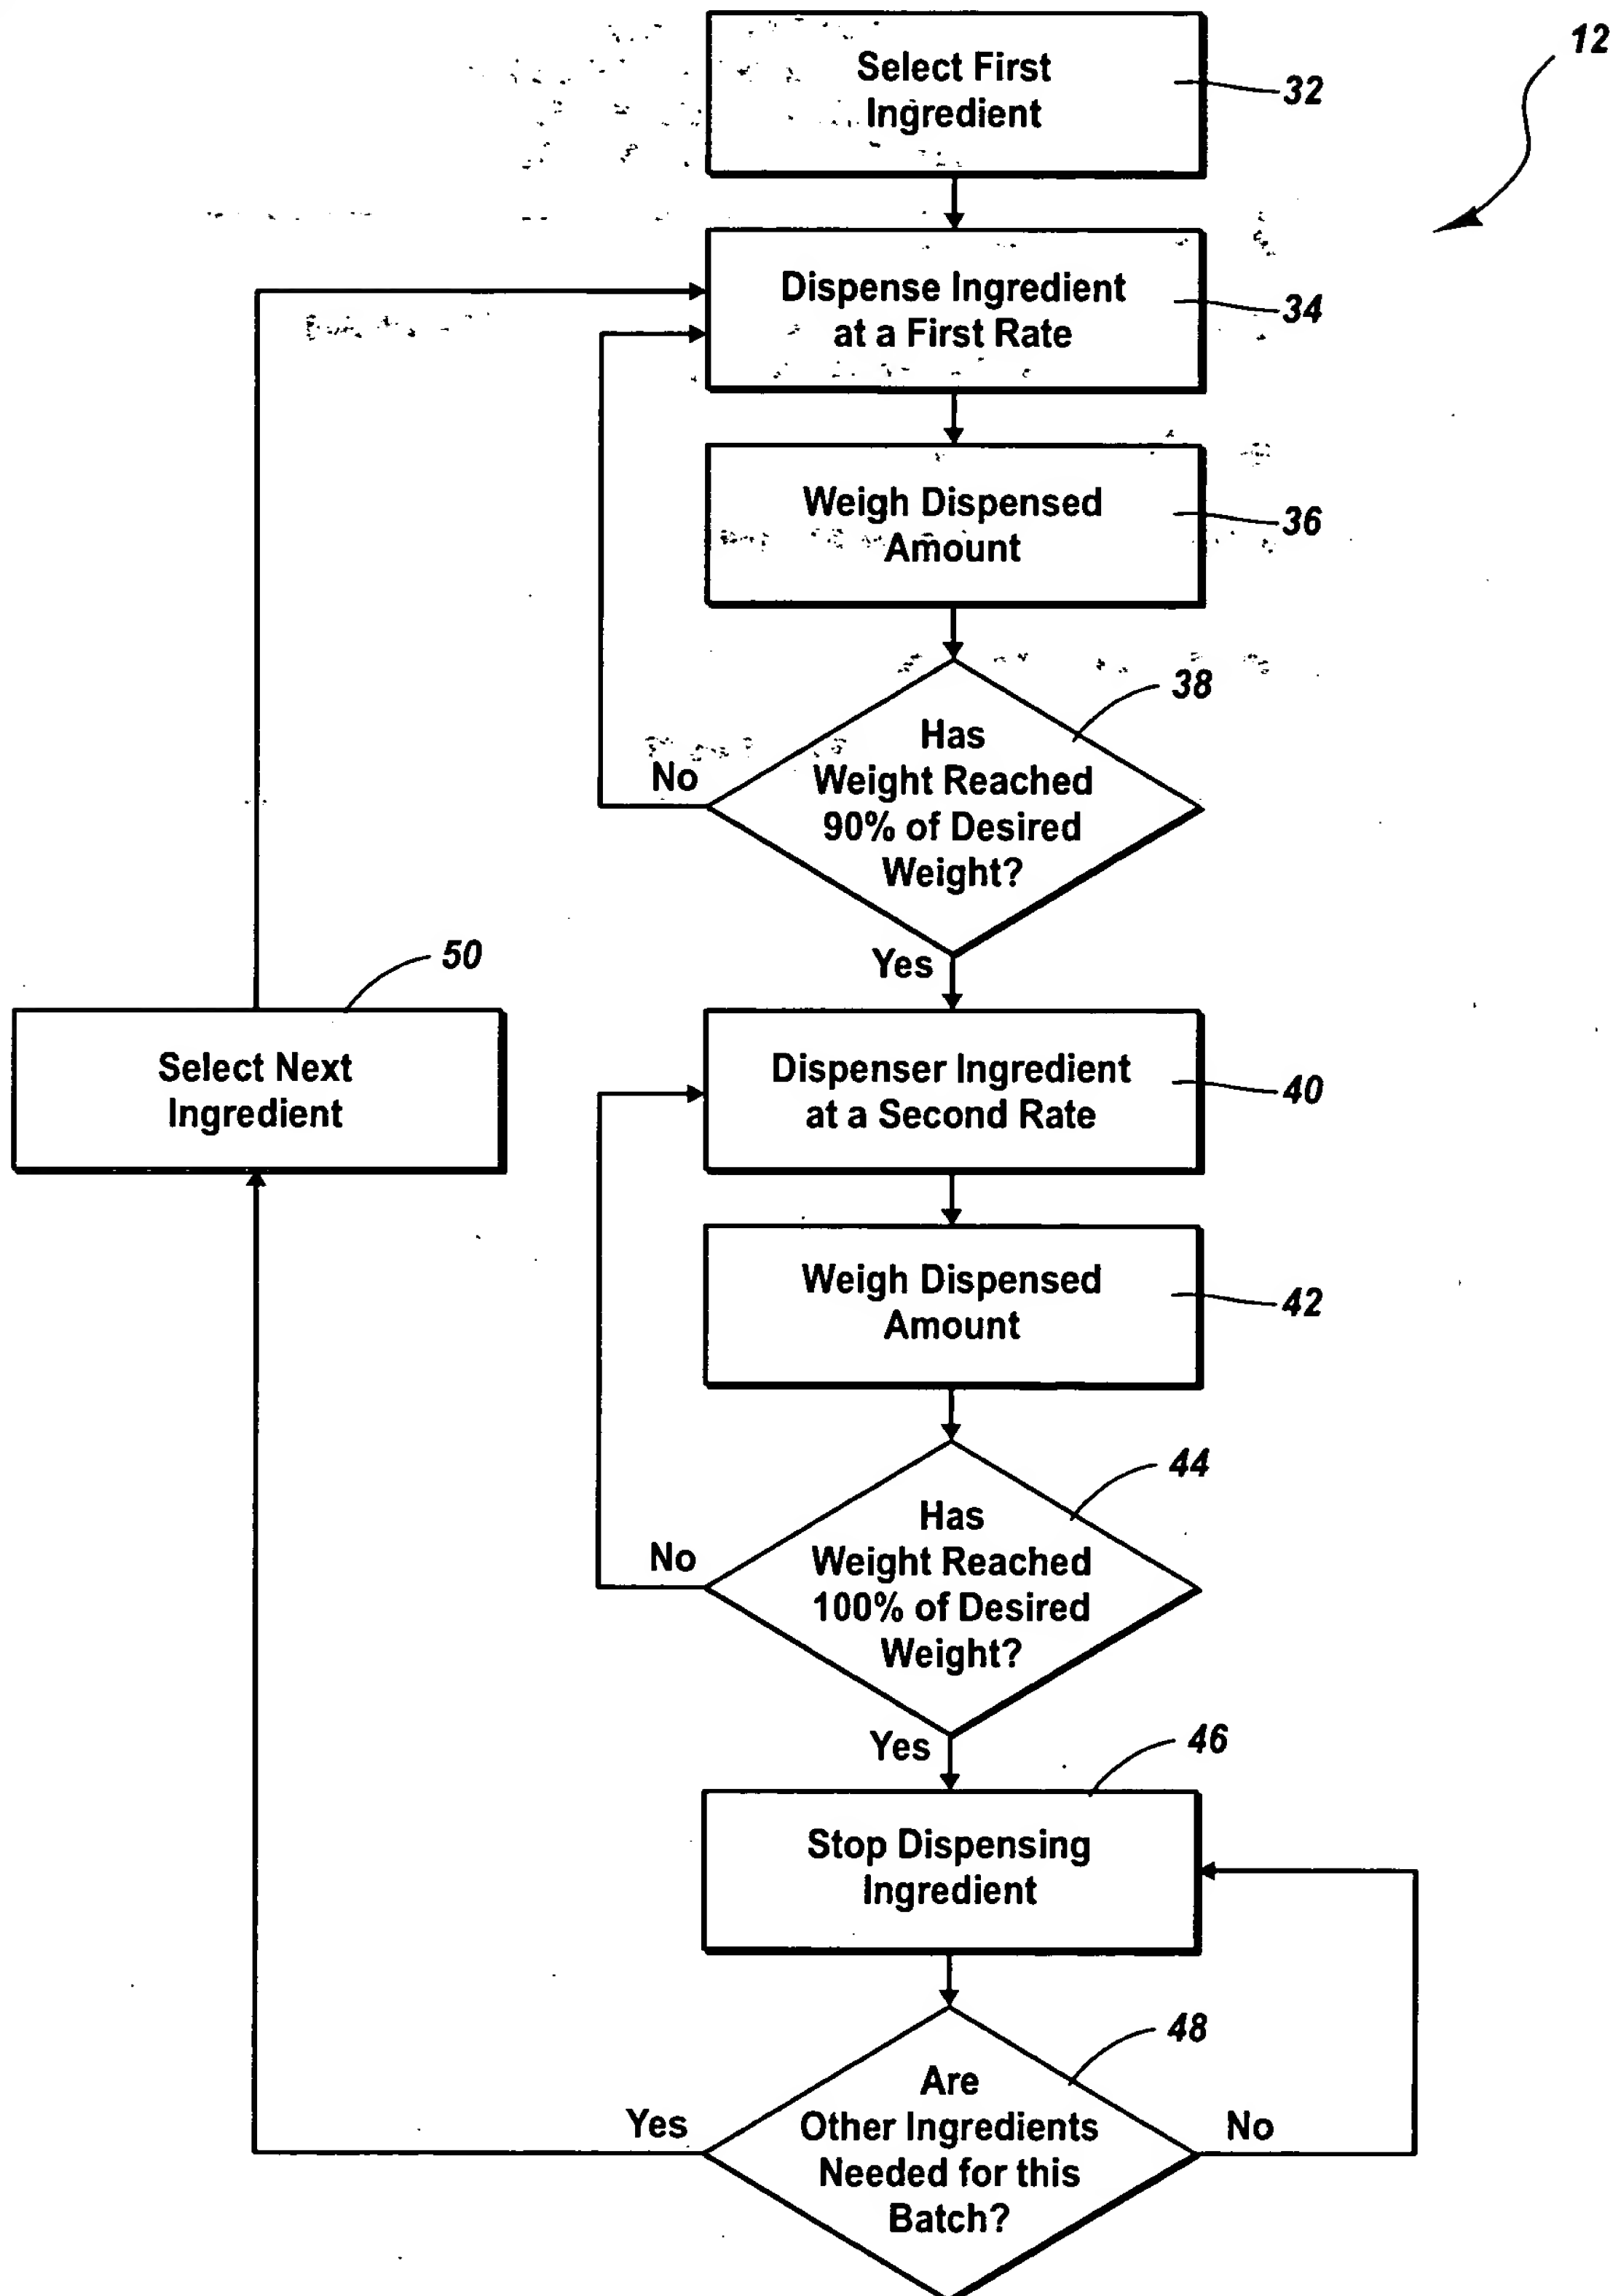 12
Select First
Ingredient
32
Dispense Ingredient
at a First Rate
34
Weigh Dispensed
Amount
36
Has
Weight Reached
90% of Desired
Weight?
38
No
Yes
50
Select Next
Ingredient
Dispenser Ingredient
at a Second Rate
40
Weigh Dispensed
Amount
42
Has
Weight Reached
100% of Desired
Weight?
44
No
Yes
46
Stop Dispensing
Ingredient
48
Are
Other Ingredients
Needed for this
Batch?
Yes
No